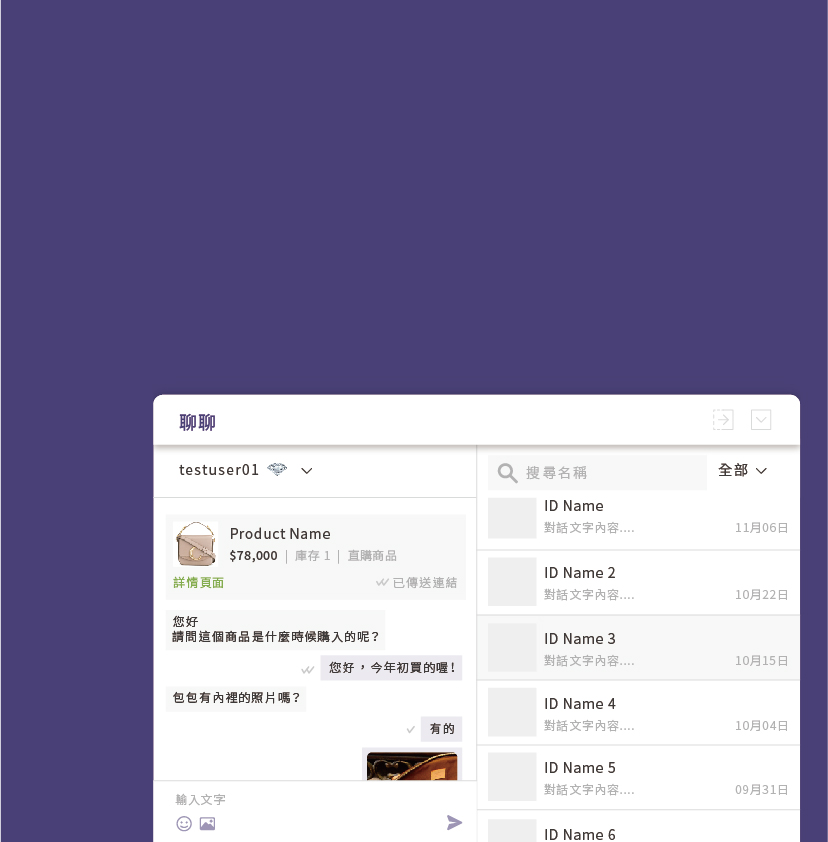 聊聊
testuser01
Product Name
$78,000 | 庫存 1 | 直購商品
詳情頁面
已傳送連結
您好
請問這個商品是什麼時候購入的呢?
您好，今年初買的喔!
包包有內裡的照片嗎?
有的
輸入文字
搜尋名稱
全部
ID Name
對話文字內容....
11月06日
ID Name 2
對話文字內容....
10月22日
ID Name 3
對話文字內容....
10月15日
ID Name 4
對話文字內容....
10月04日
ID Name 5
對話文字內容....
09月31日
ID Name 6